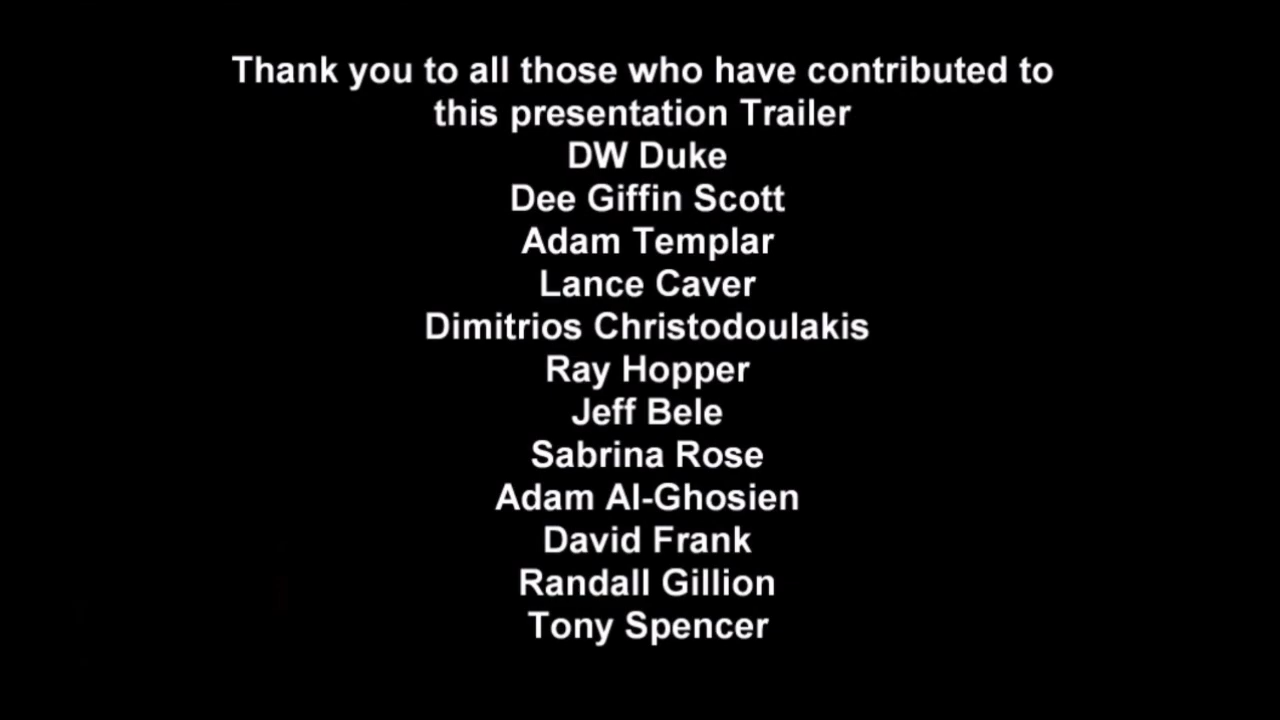 Thank you to all those who have contributed to
this presentation Trailer
DW Duke
Dee Giffin Scott
Adam Templar
Lance Caver
Dimitrios Christodoulakis
Ray Hopper
Jeff Bele
Sabrina Rose
Adam Al-Ghosien
David Frank
Randall Gillion
Tony Spencer